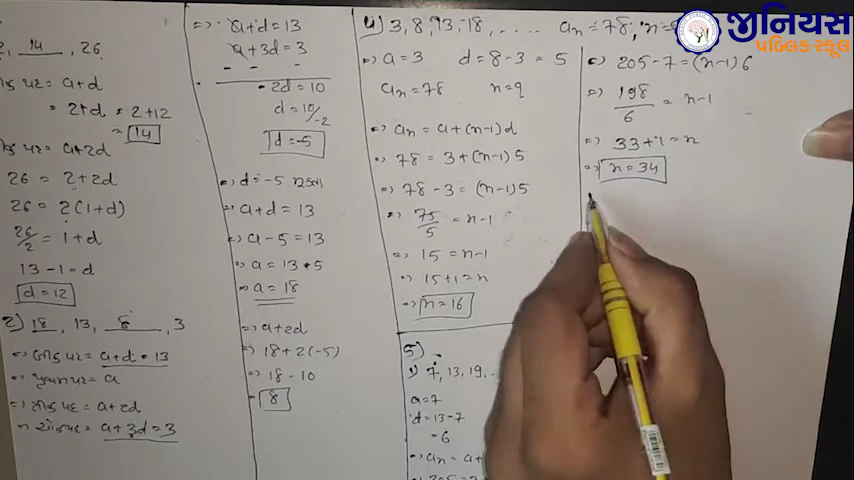 2, 14, 26
પદ = a+d
= 2+d = 2+12
= 14
પદ = a+2d
26 = 2+2d
26 = 2(1+d)
26/2 = 1+d
13-1=d
d=12
2) 18, 13, 8, 3
=> બીજુ પદ = a+d = 13
=> પ્રથમ પદ = a
=> ત્રીજુ પદ = a+2d
પદ = a+3d=3
=> a+d=13
a+3d=3
- - -
-2d=10
d=10/-2
d=-5
=> d=-5
=> a+d=13
=> a-5=13
=> a=13+5
=> a=18
=> a+2d
=> 18+2(-5)
=> 18-10
= 8
4) 3, 8, 13, 18, ..... an=78, n=
=> a=3 d=8-3=5
an=78 n=9
=> an=a+(n-1)d
=> 78=3+(n-1)5
=> 78-3=(n-1)5
=> 75/5=n-1
=> 15=n-1
=> 15+1=n
=> n=16
5)
1) 7, 13, 19,
a=7
d=13-7
=6
=> an=a+
=> 205-7=(n-1)6
=> 198/6=n-1
=> 33+1=n
=> n=34
જીનિયસ
પબ્લિક સ્કૂલ